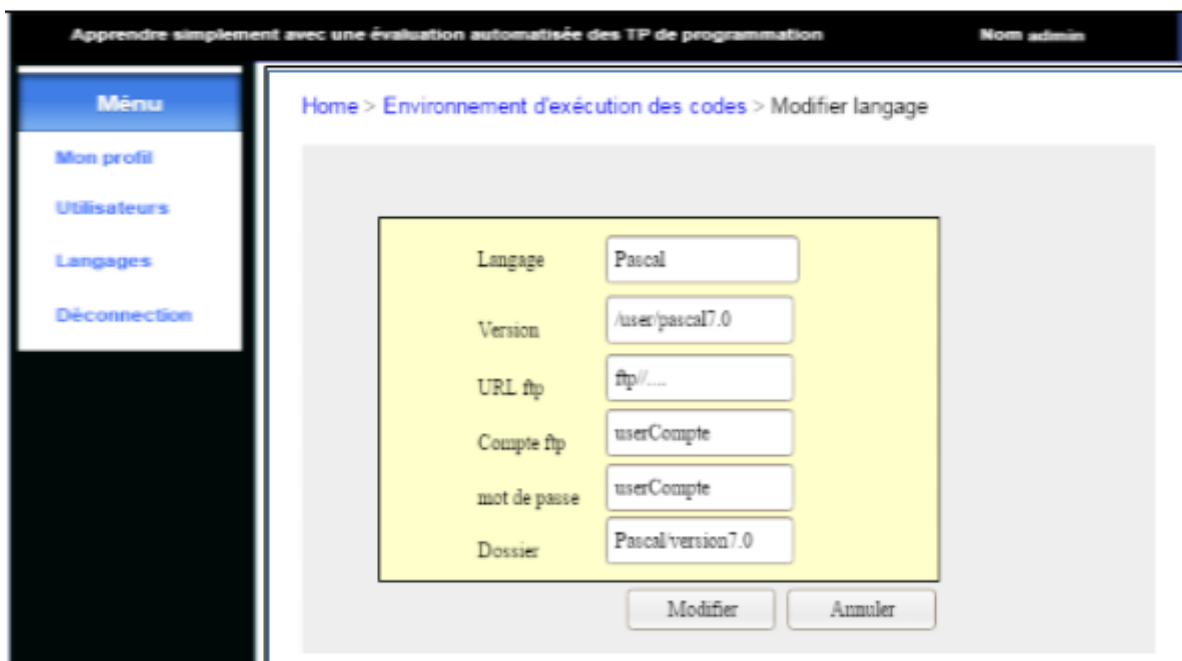 Apprendre simplement avec une évaluation automatisée des TP de programmation Nom admin
Ménu
Mon profil
Utilisateurs
Langages
Déconnection
Home > Environnement d'exécution des codes > Modifier langage
Langage Pascal
Version /user/pascal7.0
URL ftp ftp//....
Compte ftp userCompte
mot de passe userCompte
Dossier Pascal/version7.0
Modifier Annuler